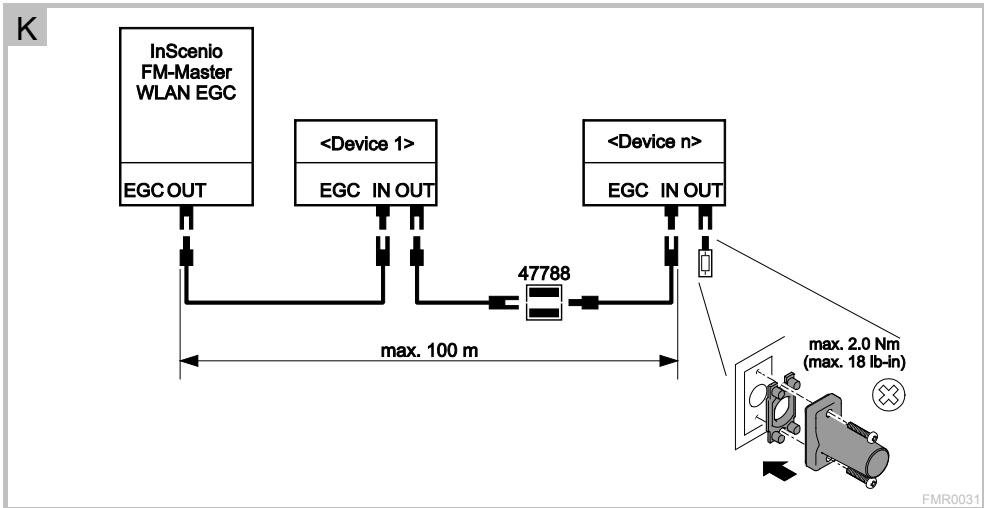 K
InScenio
FM-Master
WLAN EGC
EGC OUT
<Device 1>
EGC IN OUT
<Device n>
EGC IN OUT
47788
max. 100 m
max. 2.0 Nm
(max. 18 lb-in)
FMR0031